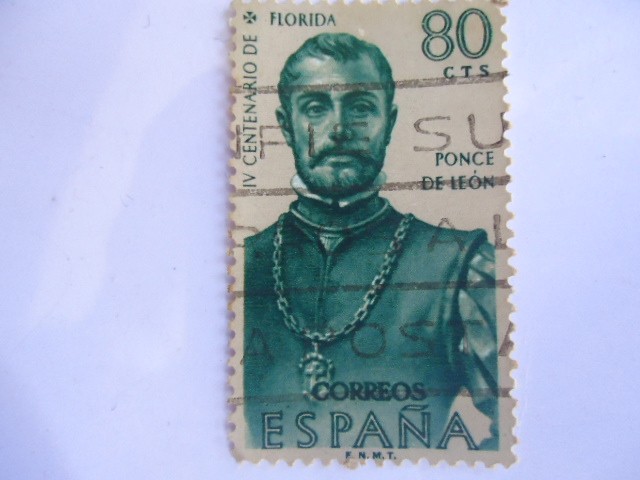 IV CENTENARIO DE FLORIDA
80
CTS
PONCE
DE LEÓN
CORREOS
ESPAÑA
F.N.M.T.